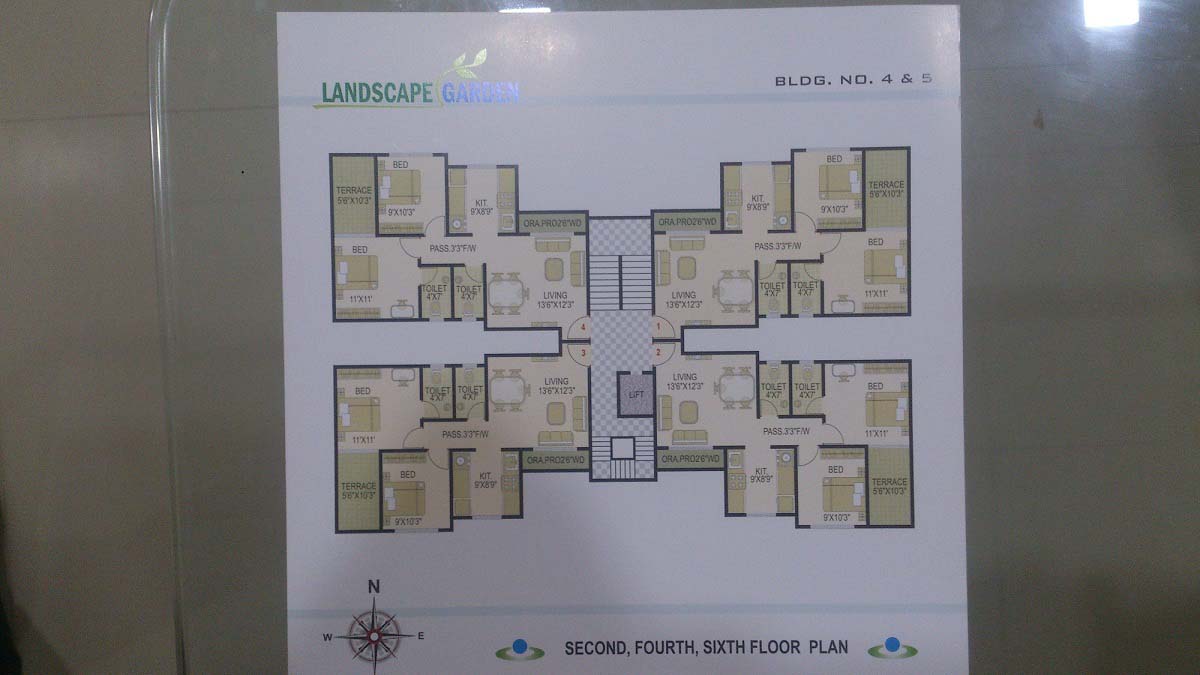 LANDSCAPE GARDEN
BLDG. NO. 4 & 5
TERRACE
5'6"X10'3"
BED
9'X10'3"
KIT.
9'X8'9"
ORA.PRO2'6"WD
BED
11'X11'
PASS.3'3"F/W
TOILET
4'X7'
TOILET
4'X7'
LIVING
13'6"X12'3"
4
ORA.PRO2'6"WD
KIT.
9'X8'9"
BED
9'X10'3"
TERRACE
5'6"X10'3"
PASS.3'3"F/W
BED
11'X11'
LIVING
13'6"X12'3"
TOILET
4'X7'
TOILET
4'X7'
1
3
BED
11'X11'
TOILET
4'X7'
TOILET
4'X7'
LIVING
13'6"X12'3"
PASS.3'3"F/W
TERRACE
5'6"X10'3"
BED
9'X10'3"
KIT.
9'X8'9"
ORA.PRO2'6"WD
2
LIFT
LIVING
13'6"X12'3"
TOILET
4'X7'
TOILET
4'X7'
BED
11'X11'
PASS.3'3"F/W
ORA.PRO2'6"WD
KIT.
9'X8'9"
BED
9'X10'3"
TERRACE
5'6"X10'3"
N
W
E
SECOND, FOURTH, SIXTH FLOOR PLAN